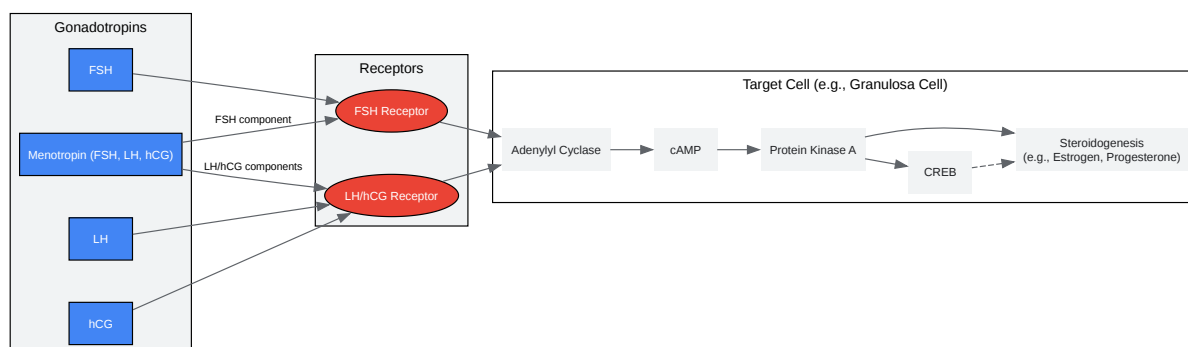 Gonadotropins
FSH
Menotropin (FSH, LH, hCG)
LH
hCG
FSH component
LH/hCG components
Receptors
FSH Receptor
LH/hCG Receptor
Target Cell (e.g., Granulosa Cell)
Adenylyl Cyclase
cAMP
Protein Kinase A
CREB
Steroidogenesis
(e.g., Estrogen, Progesterone)